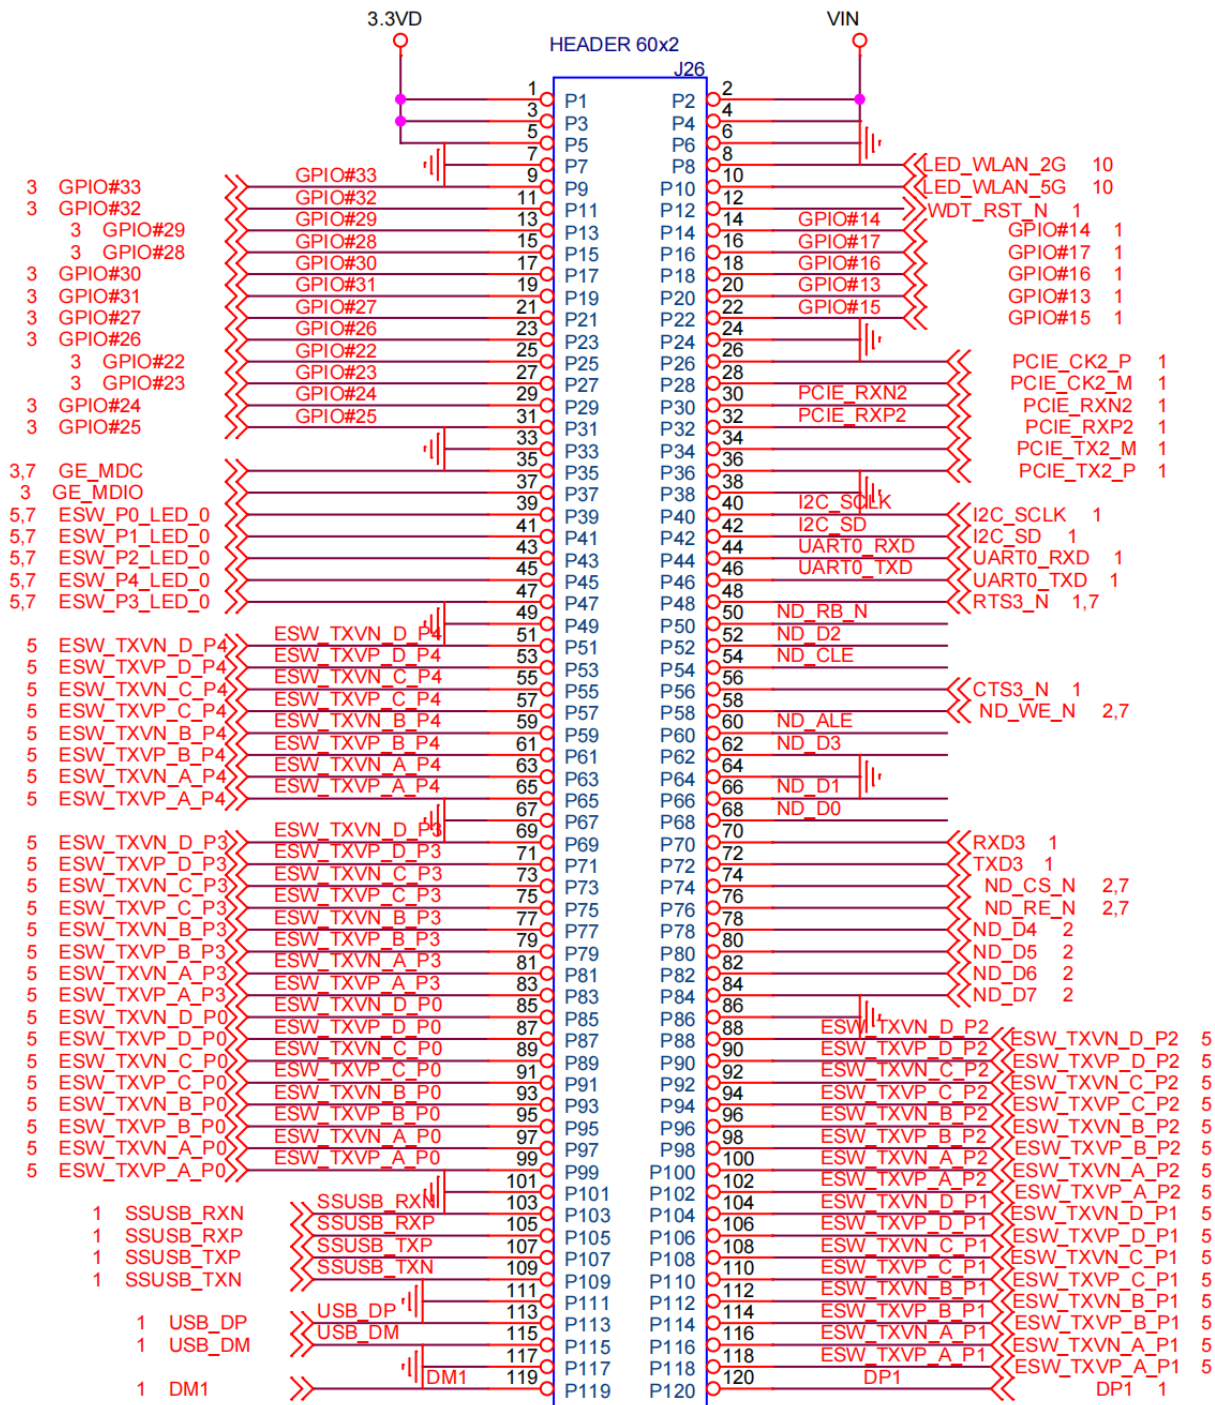 3.3VD VIN
HEADER 60x2
J26
1 P1 P2 2
3 P3 P4 4
5 P5 P6 6
7 P7 P8 8 LED_WLAN_2G 10
3 GPIO#33 GPIO#33 9 P9 P10 10 LED_WLAN_5G 10
3 GPIO#32 GPIO#32 11 P11 P12 12 WDT_RST_N 1
3 GPIO#29 GPIO#29 13 P13 P14 14 GPIO#14 GPIO#14 1
3 GPIO#28 GPIO#28 15 P15 P16 16 GPIO#17 GPIO#17 1
3 GPIO#30 GPIO#30 17 P17 P18 18 GPIO#16 GPIO#16 1
3 GPIO#31 GPIO#31 19 P19 P20 20 GPIO#13 GPIO#13 1
3 GPIO#27 GPIO#27 21 P21 P22 22 GPIO#15 GPIO#15 1
3 GPIO#26 GPIO#26 23 P23 P24 24
3 GPIO#22 GPIO#22 25 P25 P26 26 PCIE_CK2_P 1
3 GPIO#23 GPIO#23 27 P27 P28 28 PCIE_CK2_M 1
3 GPIO#24 GPIO#24 29 P29 P30 30 PCIE_RXN2 PCIE_RXN2 1
3 GPIO#25 GPIO#25 31 P31 P32 32 PCIE_RXP2 PCIE_RXP2 1
33 P33 P34 34 PCIE_TX2_M 1
3,7 GE_MDC 35 P35 P36 36 PCIE_TX2_P 1
3 GE_MDIO 37 P37 P38 38
5,7 ESW_P0_LED_0 39 P39 P40 40 I2C_SCLK I2C_SCLK 1
5,7 ESW_P1_LED_0 41 P41 P42 42 I2C_SD I2C_SD 1
5,7 ESW_P2_LED_0 43 P43 P44 44 UART0_RXD UART0_RXD 1
5,7 ESW_P4_LED_0 45 P45 P46 46 UART0_TXD UART0_TXD 1
5,7 ESW_P3_LED_0 47 P47 P48 48 RTS3_N 1,7
49 P49 P50 50 ND_RB_N
5 ESW_TXVN_D_P4 ESW_TXVN_D_P4 51 P51 P52 52 ND_D2
5 ESW_TXVP_D_P4 ESW_TXVP_D_P4 53 P53 P54 54 ND_CLE
5 ESW_TXVN_C_P4 ESW_TXVN_C_P4 55 P55 P56 56 CTS3_N 1
5 ESW_TXVP_C_P4 ESW_TXVP_C_P4 57 P57 P58 58 ND_WE_N 2,7
5 ESW_TXVN_B_P4 ESW_TXVN_B_P4 59 P59 P60 60 ND_ALE
5 ESW_TXVP_B_P4 ESW_TXVP_B_P4 61 P61 P62 62 ND_D3
5 ESW_TXVN_A_P4 ESW_TXVN_A_P4 63 P63 P64 64
5 ESW_TXVP_A_P4 ESW_TXVP_A_P4 65 P65 P66 66 ND_D1
67 P67 P68 68 ND_D0
5 ESW_TXVN_D_P3 ESW_TXVN_D_P3 69 P69 P70 70 RXD3 1
5 ESW_TXVP_D_P3 ESW_TXVP_D_P3 71 P71 P72 72 TXD3 1
5 ESW_TXVN_C_P3 ESW_TXVN_C_P3 73 P73 P74 74 ND_CS_N 2,7
5 ESW_TXVP_C_P3 ESW_TXVP_C_P3 75 P75 P76 76 ND_RE_N 2,7
5 ESW_TXVN_B_P3 ESW_TXVN_B_P3 77 P77 P78 78 ND_D4 2
5 ESW_TXVP_B_P3 ESW_TXVP_B_P3 79 P79 P80 80 ND_D5 2
5 ESW_TXVN_A_P3 ESW_TXVN_A_P3 81 P81 P82 82 ND_D6 2
5 ESW_TXVP_A_P3 ESW_TXVP_A_P3 83 P83 P84 84 ND_D7 2
5 ESW_TXVN_D_P0 ESW_TXVN_D_P0 85 P85 P86 86
5 ESW_TXVP_D_P0 ESW_TXVP_D_P0 87 P87 P88 88 ESW_TXVN_D_P2 ESW_TXVN_D_P2 5
5 ESW_TXVN_C_P0 ESW_TXVN_C_P0 89 P89 P90 90 ESW_TXVP_D_P2 ESW_TXVP_D_P2 5
5 ESW_TXVP_C_P0 ESW_TXVP_C_P0 91 P91 P92 92 ESW_TXVN_C_P2 ESW_TXVN_C_P2 5
5 ESW_TXVN_B_P0 ESW_TXVN_B_P0 93 P93 P94 94 ESW_TXVP_C_P2 ESW_TXVP_C_P2 5
5 ESW_TXVP_B_P0 ESW_TXVP_B_P0 95 P95 P96 96 ESW_TXVN_B_P2 ESW_TXVN_B_P2 5
5 ESW_TXVN_A_P0 ESW_TXVN_A_P0 97 P97 P98 98 ESW_TXVP_B_P2 ESW_TXVP_B_P2 5
5 ESW_TXVP_A_P0 ESW_TXVP_A_P0 99 P99 P100 100 ESW_TXVN_A_P2 ESW_TXVN_A_P2 5
101 P101 P102 102 ESW_TXVP_A_P2 ESW_TXVP_A_P2 5
1 SSUSB_RXN SSUSB_RXN 103 P103 P104 104 ESW_TXVN_D_P1 ESW_TXVN_D_P1 5
1 SSUSB_RXP SSUSB_RXP 105 P105 P106 106 ESW_TXVP_D_P1 ESW_TXVP_D_P1 5
1 SSUSB_TXP SSUSB_TXP 107 P107 P108 108 ESW_TXVN_C_P1 ESW_TXVN_C_P1 5
1 SSUSB_TXN SSUSB_TXN 109 P109 P110 110 ESW_TXVP_C_P1 ESW_TXVP_C_P1 5
111 P111 P112 112 ESW_TXVN_B_P1 ESW_TXVN_B_P1 5
1 USB_DP USB_DP 113 P113 P114 114 ESW_TXVP_B_P1 ESW_TXVP_B_P1 5
1 USB_DM USB_DM 115 P115 P116 116 ESW_TXVN_A_P1 ESW_TXVN_A_P1 5
117 P117 P118 118 ESW_TXVP_A_P1 ESW_TXVP_A_P1 5
1 DM1 DM1 119 P119 P120 120 DP1 DP1 1